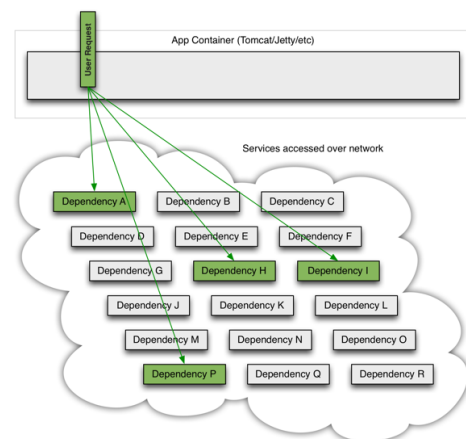 App Container (Tomcat/Jetty/etc)
User Request
Services accessed over network
Dependency A
Dependency B
Dependency C
Dependency D
Dependency E
Dependency F
Dependency G
Dependency H
Dependency I
Dependency J
Dependency K
Dependency L
Dependency M
Dependency N
Dependency O
Dependency P
Dependency Q
Dependency R